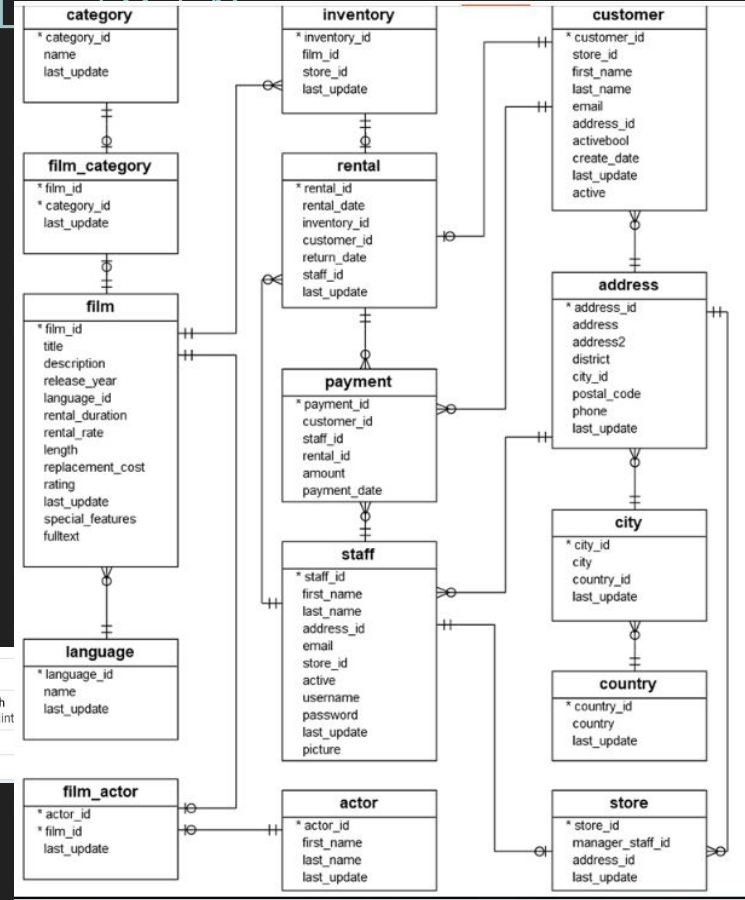 category
* category_id
name
last_update
film_category
* film_id
* category_id
last_update
film
* film_id
title
description
release_year
language_id
rental_duration
rental_rate
length
replacement_cost
rating
last_update
special_features
fulltext
language
* language_id
name
last_update
film_actor
* actor_id
* film_id
last_update
inventory
* inventory_id
film_id
store_id
last_update
rental
* rental_id
rental_date
inventory_id
customer_id
return_date
staff_id
last_update
payment
* payment_id
customer_id
staff_id
rental_id
amount
payment_date
staff
* staff_id
first_name
last_name
address_id
email
store_id
active
username
password
last_update
picture
actor
* actor_id
first_name
last_name
last_update
customer
* customer_id
store_id
first_name
last_name
email
address_id
activebool
create_date
last_update
active
address
* address_id
address
address2
district
city_id
postal_code
phone
last_update
city
* city_id
city
country_id
last_update
country
* country_id
country
last_update
store
* store_id
manager_staff_id
address_id
last_update